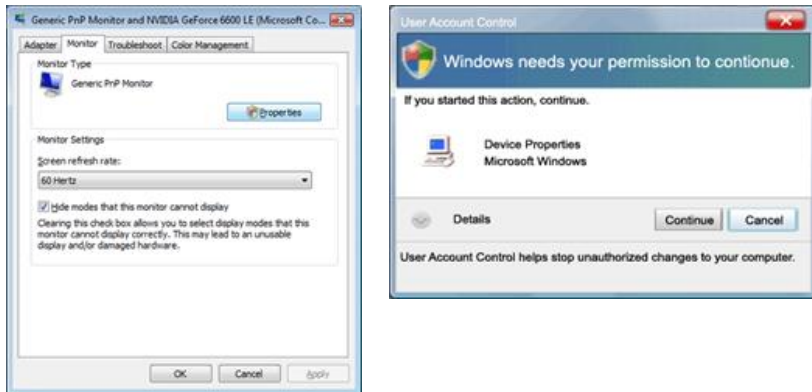 Generic PnP Monitor and NVIDIA GeForce 6600 LE (Microsoft Co...
Adapter Monitor Troubleshoot Color Management
Monitor Type
Generic PnP Monitor
Properties
Monitor Settings
Screen refresh rate:
60 Hertz
Hide modes that this monitor cannot display
Clearing this check box allows you to select display modes that this
monitor cannot display correctly. This may lead to an unusable
display and/or damaged hardware.
OK Cancel Apply
User Account Control
Windows needs your permission to contionue.
If you started this action, continue.
Device Properties
Microsoft Windows
Details Continue Cancel
User Account Control helps stop unauthorized changes to your computer.